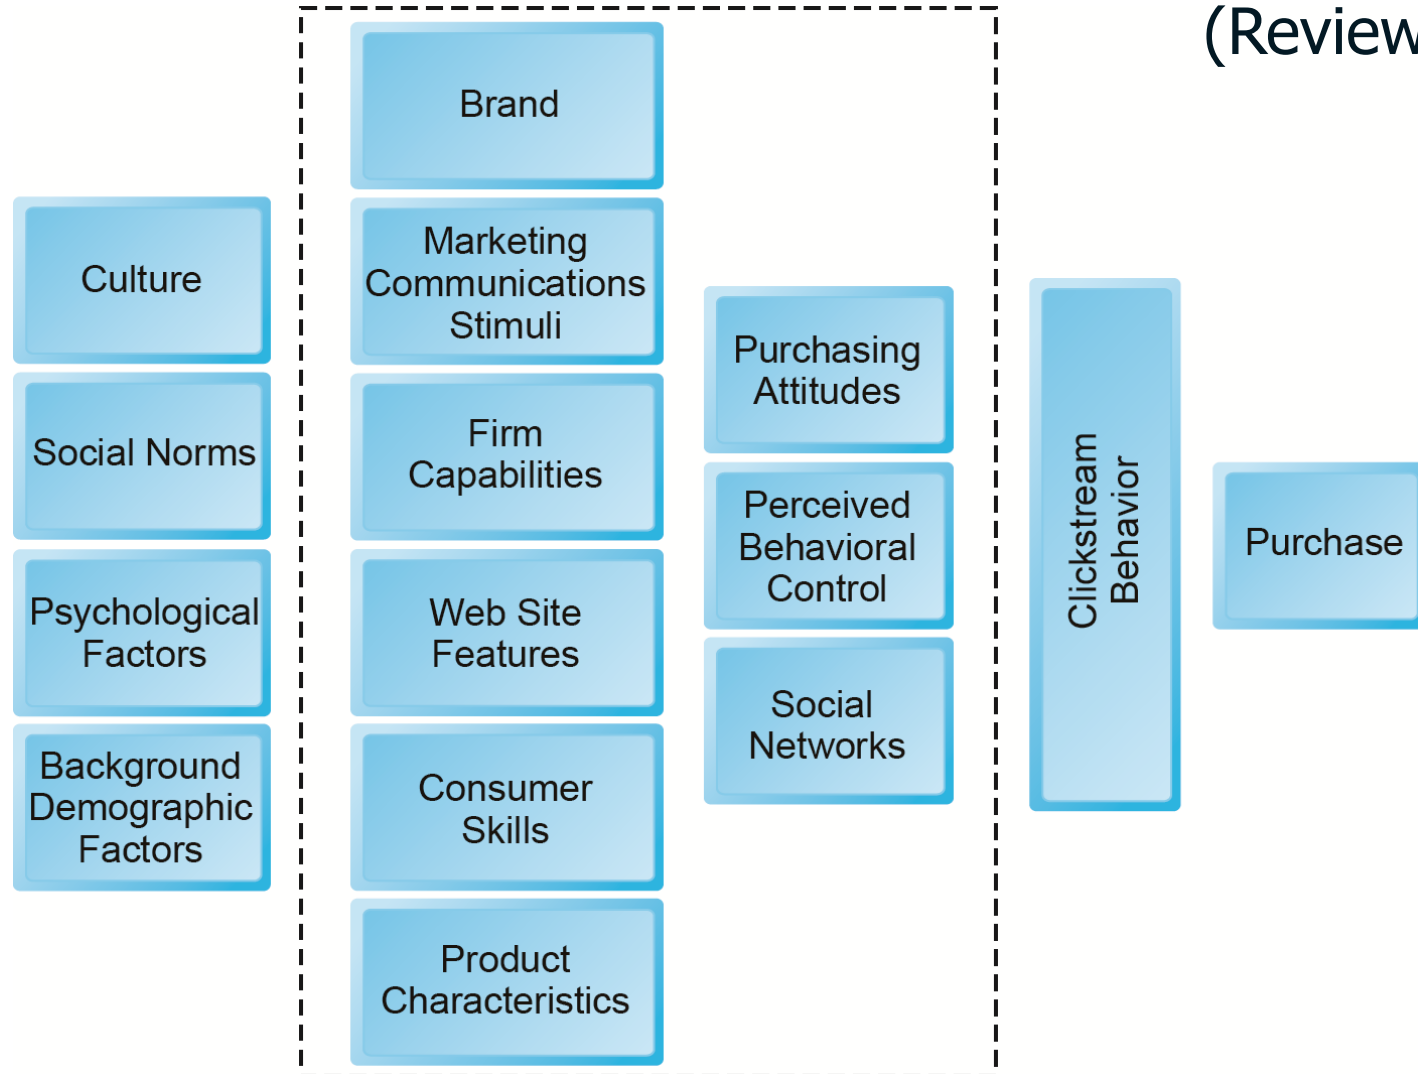 (Review
Culture
Social Norms
Psychological
Factors
Background
Demographic
Factors
Brand
Marketing
Communications
Stimuli
Firm
Capabilities
Web Site
Features
Consumer
Skills
Product
Characteristics
Purchasing
Attitudes
Perceived
Behavioral
Control
Social
Networks
Clickstream
Behavior
Purchase